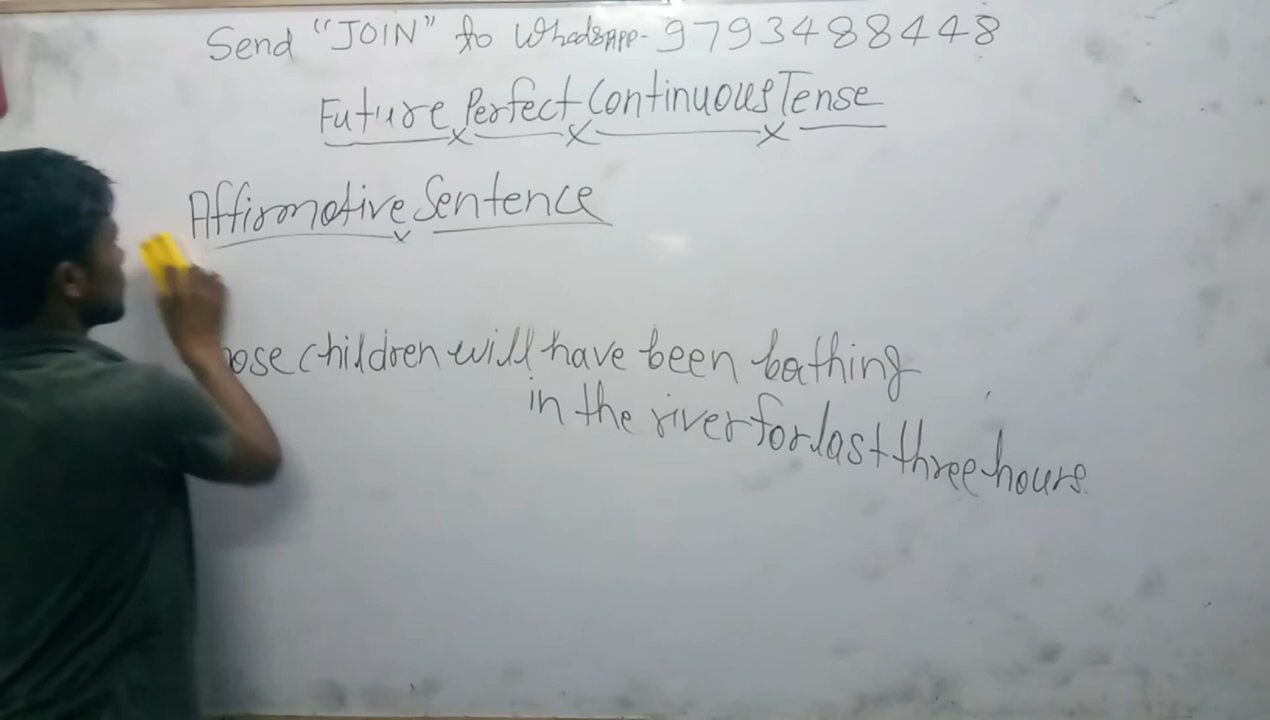 Send "JOIN" to WhatsApp- 9793488448
Future Perfect Continuous Tense
Affirmative Sentence
ose children will have been bathing
in the river for last three hours.